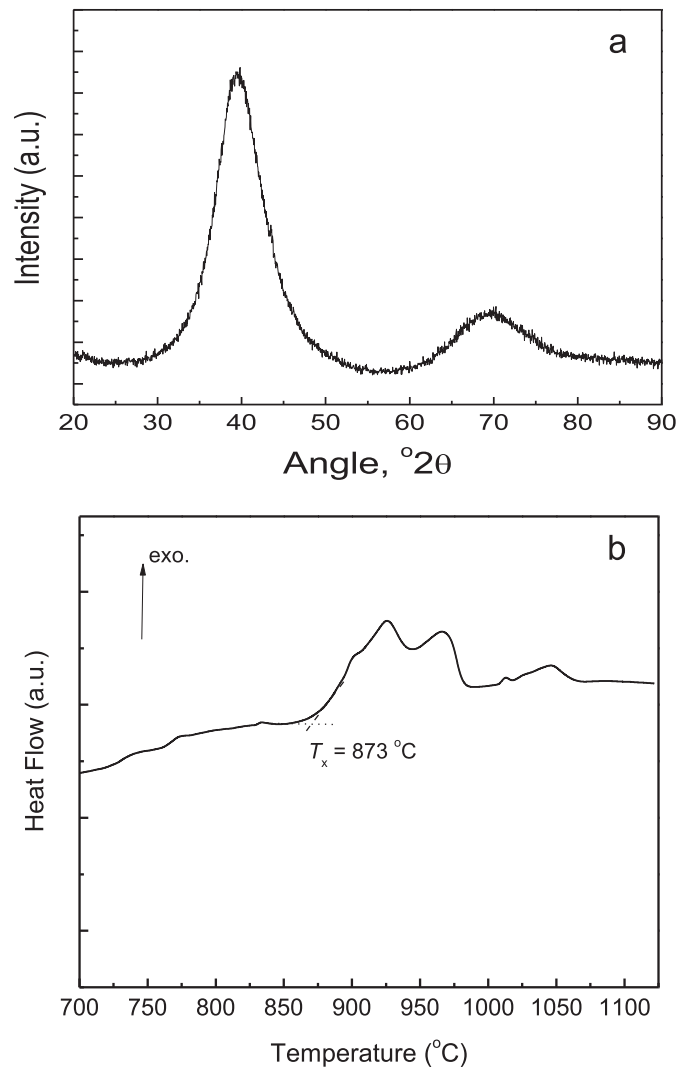 a
Intensity (a.u.)
20 30 40 50 60 70 80 90
Angle, °2θ
b
exo.
Heat Flow (a.u.)
Tx = 873 °C
700 750 800 850 900 950 1000 1050 1100
Temperature (°C)